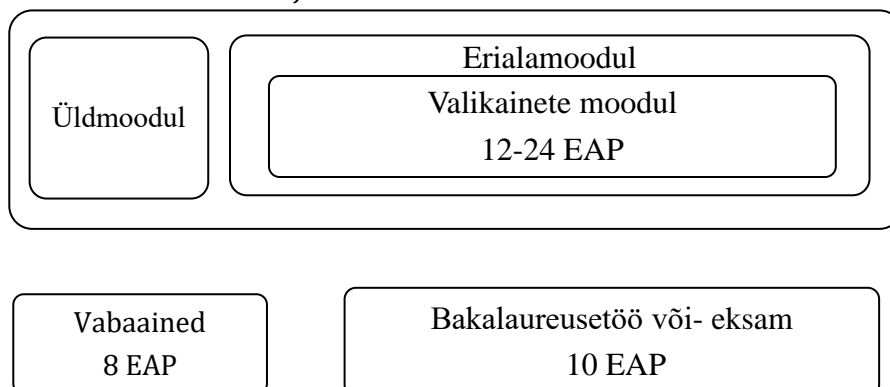 Üldmoodul
Erialamoodul
Valikainete moodul
12-24 EAP
Vabaained
8 EAP
Bakalaureusetöö või- eksam
10 EAP